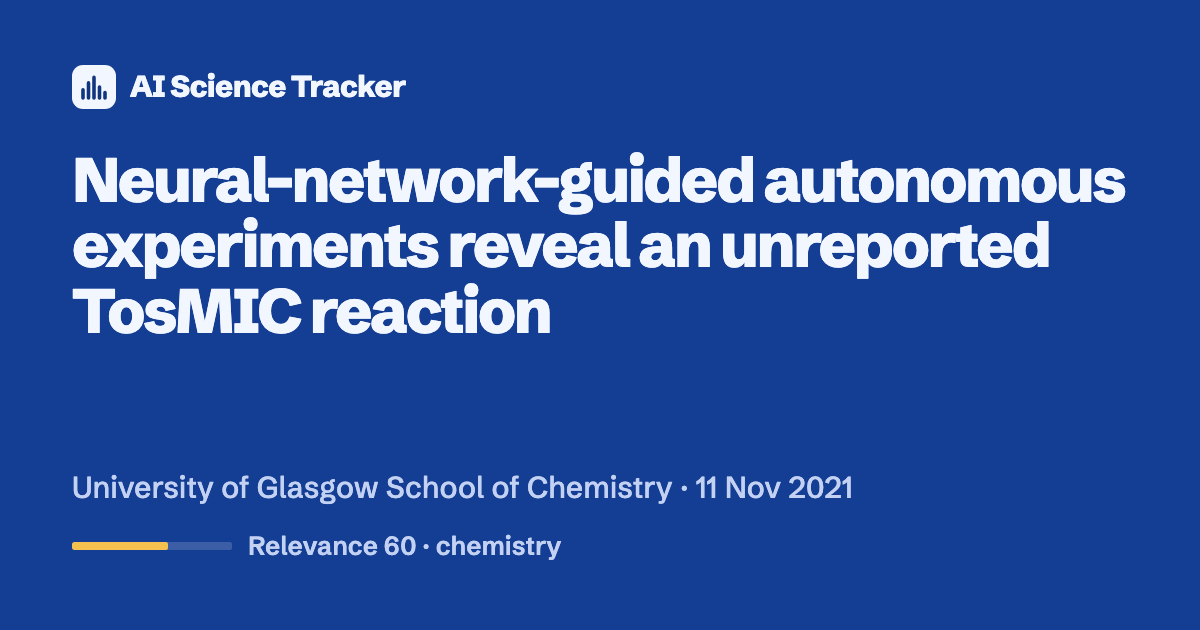 AI Science Tracker
Neural-network-guided autonomous
experiments reveal an unreported
TosMIC reaction
University of Glasgow School of Chemistry · 11 Nov 2021
Relevance 60 · chemistry